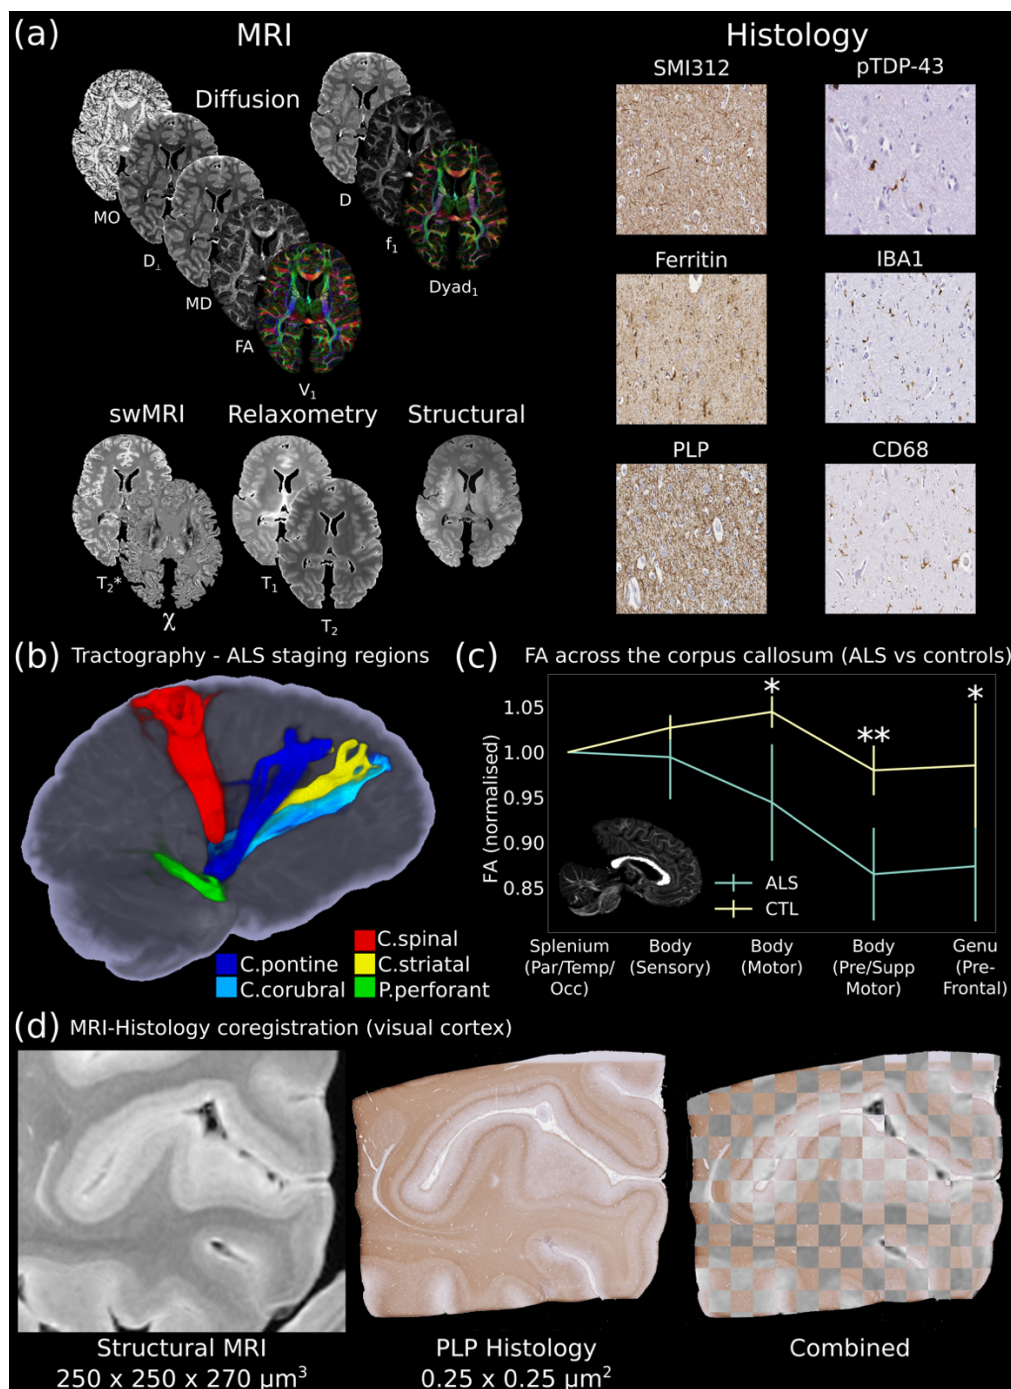 (a)
MRI
Histology
Diffusion
MO
D⊥
MD
FA
V₁
D
f₁
Dyad₁
swMRI
Relaxometry
Structural
T₂*
χ
T₁
T₂
SMI312
pTDP-43
Ferritin
IBA1
PLP
CD68
(b) Tractography - ALS staging regions
C.spinal
C.pontine
C.striatal
C.corubral
P.perforant
(c) FA across the corpus callosum (ALS vs controls)
FA (normalised)
1.05
1.00
0.95
0.90
0.85
*
**
*
ALS
CTL
Splenium
(Par/Temp/
Occ)
Body
(Sensory)
Body
(Motor)
Body
(Pre/Supp
Motor)
Genu
(Pre-
Frontal)
(d) MRI-Histology coregistration (visual cortex)
Structural MRI
250 x 250 x 270 μm³
PLP Histology
0.25 x 0.25 μm²
Combined